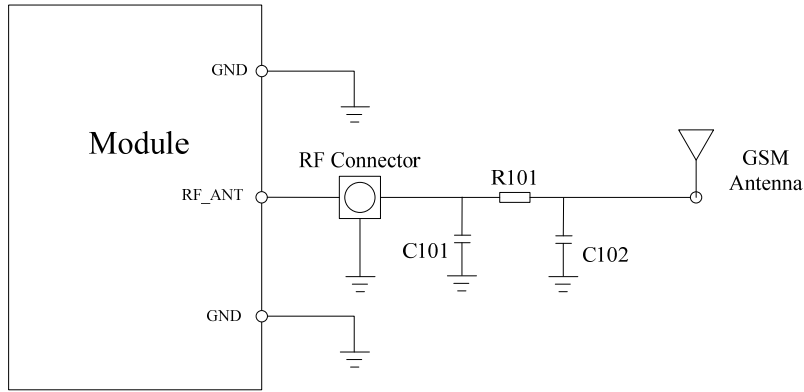 GND
Module
RF Connector
RF_ANT
R101
GSM
Antenna
C101
C102
GND